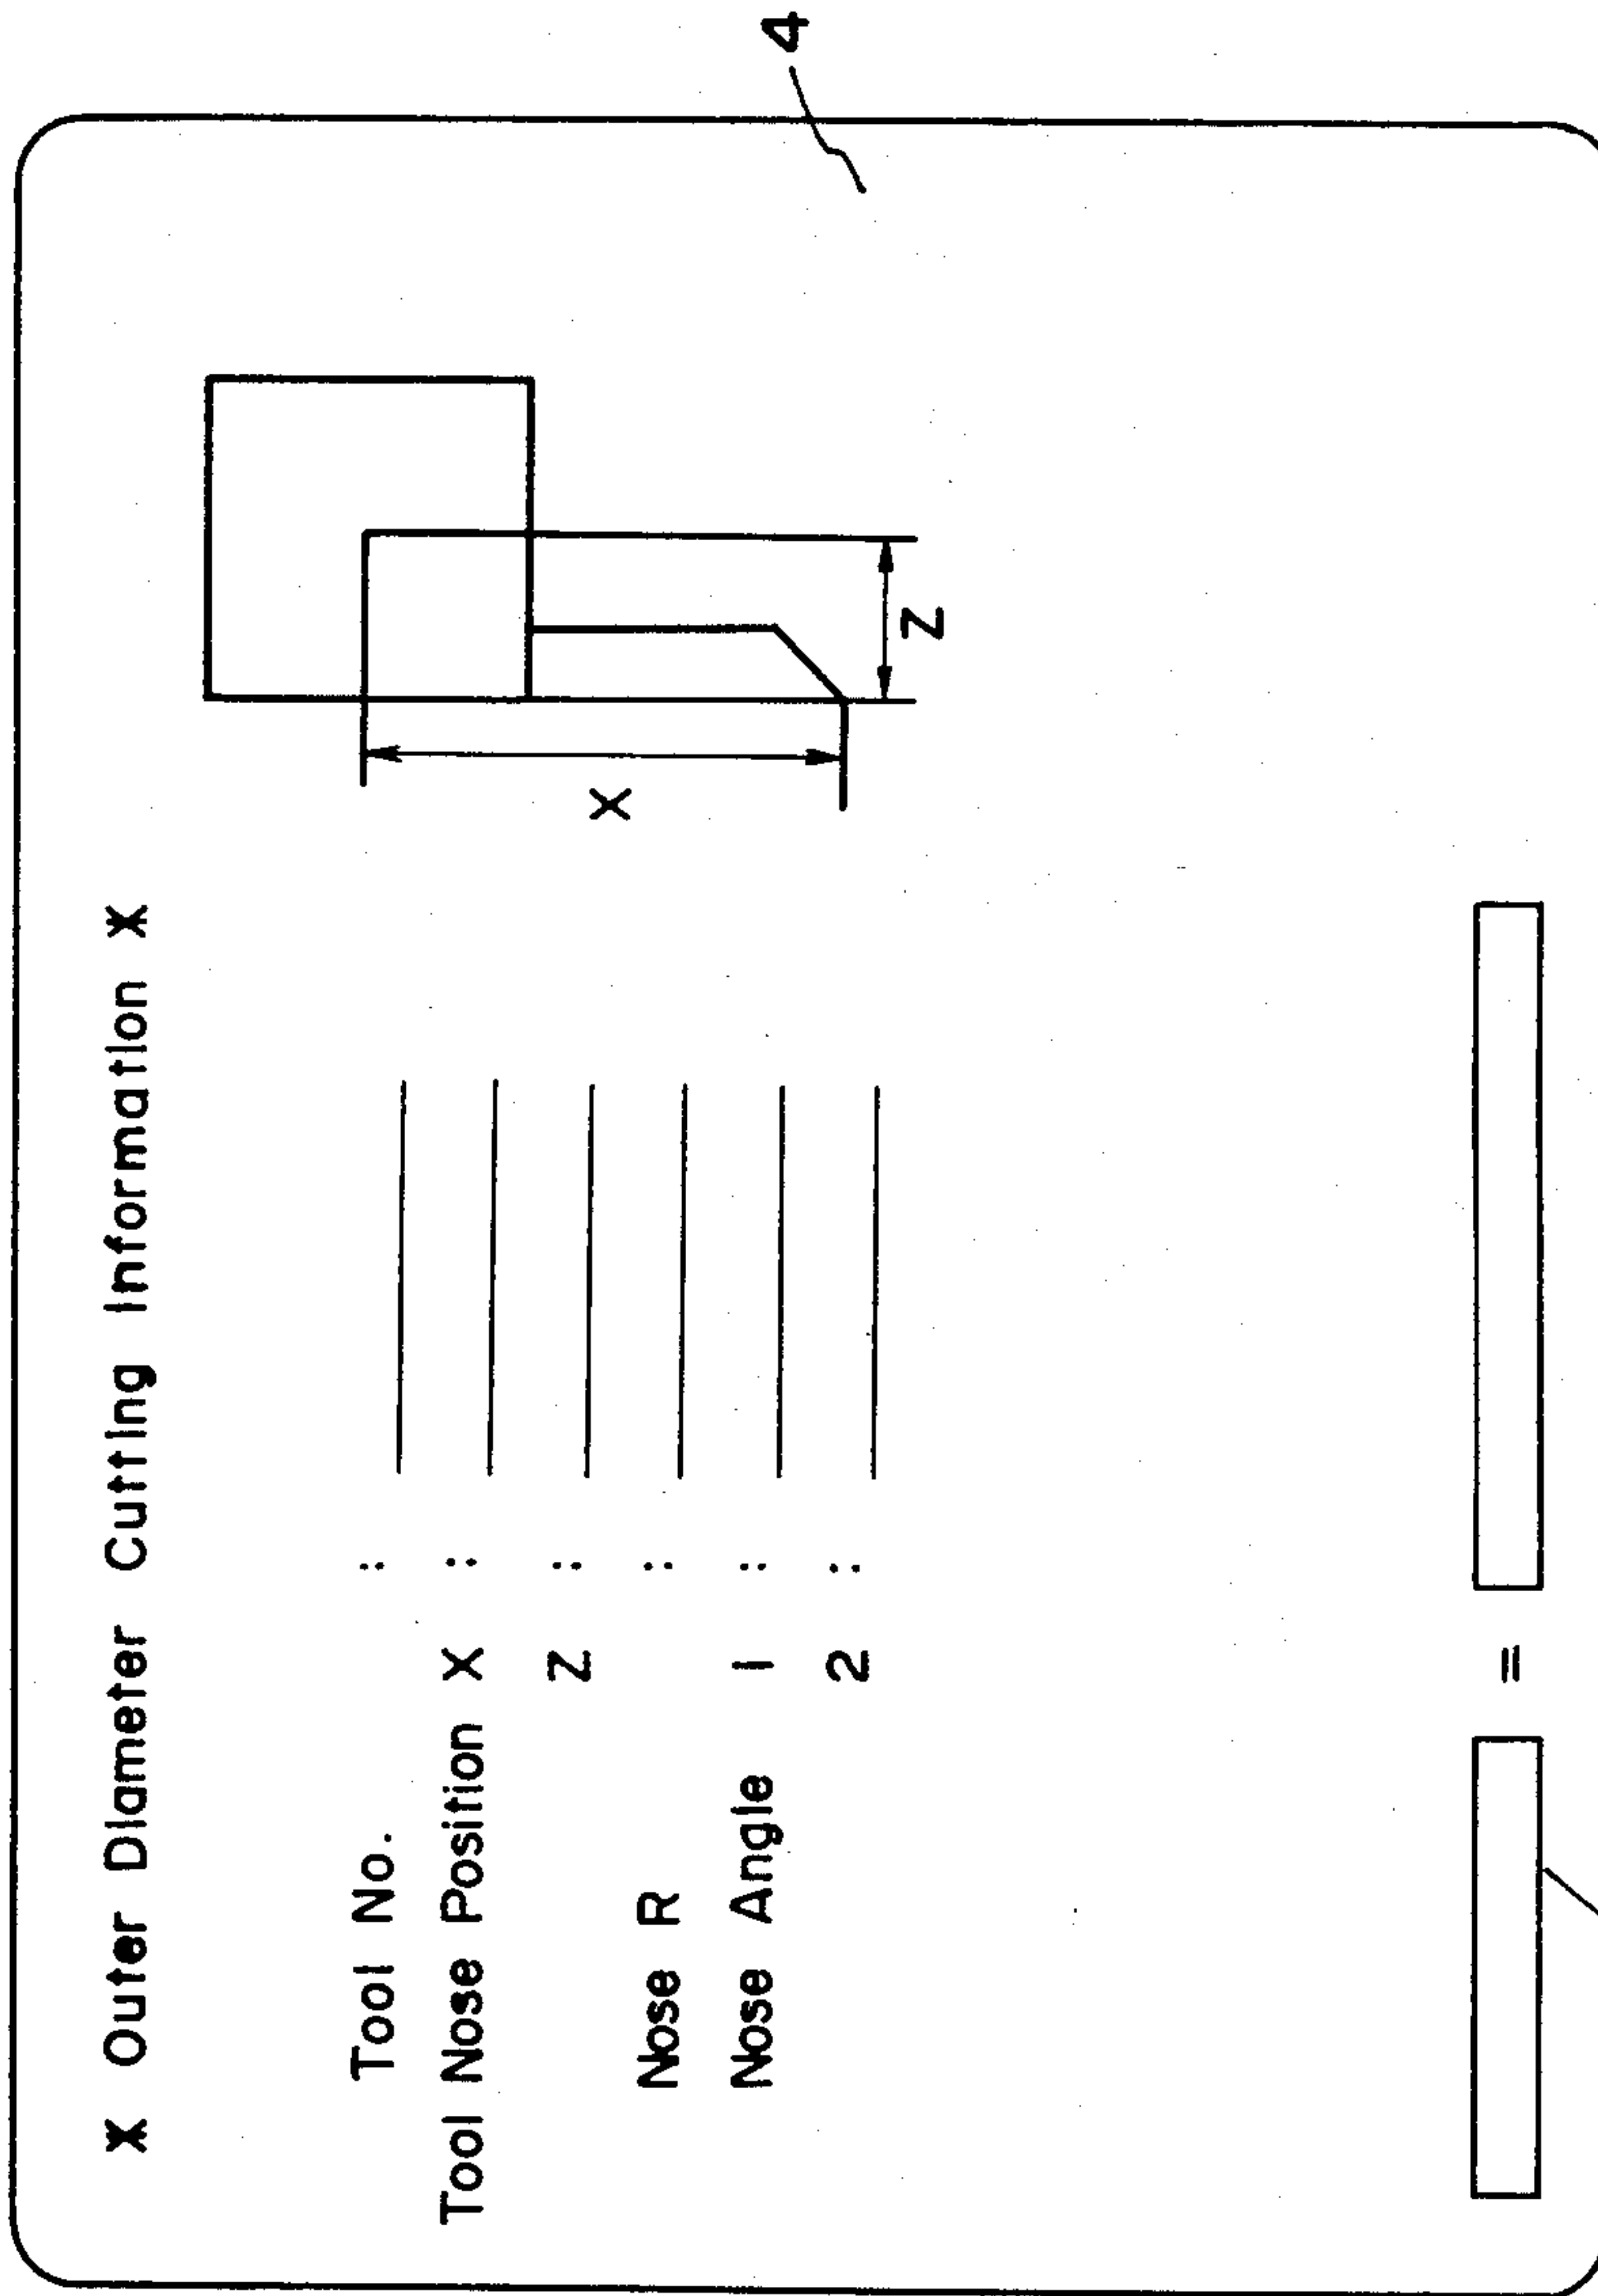 X Outer Diameter Cutting Information X
Tool No. :
Tool Nose Position X :
Z :
Nose R :
Nose Angle 1 :
2 :
=
X
Z
4